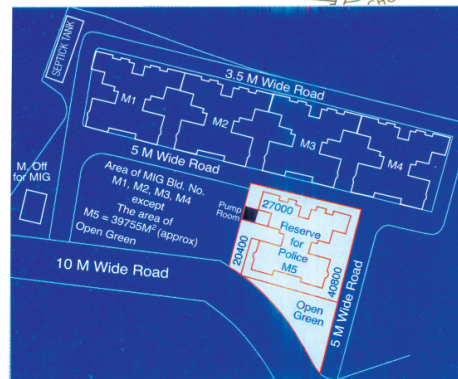 SEPTICK TANK
3.5 M Wide Road
M1
M2
M3
M4
5 M Wide Road
M. Off
for MIG
Area of MIG Bld. No.
M1, M2, M3, M4
except
The area of
M5 = 39755M² (approx)
Open Green
Pump
Room
27000
Reserve
for
Police
M5
20400
40800
10 M Wide Road
Open
Green
5 M Wide Road